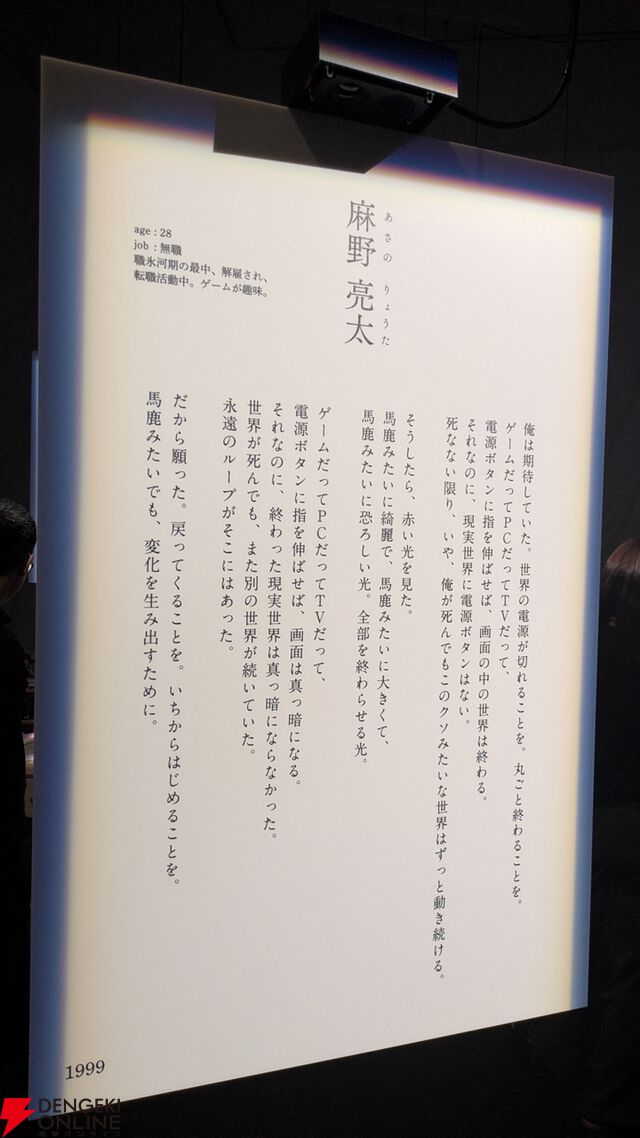 麻野 亮太
あさの りょうた
age : 28
job : 無職
職氷河期の最中、解雇され、
転職活動中。ゲームが趣味。
俺は期待していた。世界の電源が切れることを。丸ごと終わることを。
ゲームだってPCだってTVだって、
電源ボタンに指を伸ばせば、画面の中の世界は終わる。
それなのに、現実世界に電源ボタンはない。
死なない限り、いや、俺が死んでもこのクソみたいな世界はずっと動き続ける。
そうしたら、赤い光を見た。
馬鹿みたいに綺麗で、馬鹿みたいに大きくて、
馬鹿みたいに恐ろしい光。全部を終わらせる光。
ゲームだってPCだってTVだって、
電源ボタンに指を伸ばせば、画面は真っ暗になる。
それなのに、終わった現実世界は真っ暗にならなかった。
世界が死んでも、また別の世界が続いていた。
永遠のループがそこにはあった。
だから願った。戻ってくることを。いちからはじめることを。
馬鹿みたいでも、変化を生み出すために。
1999
DENGEKI
ONLINE
電撃オンライン